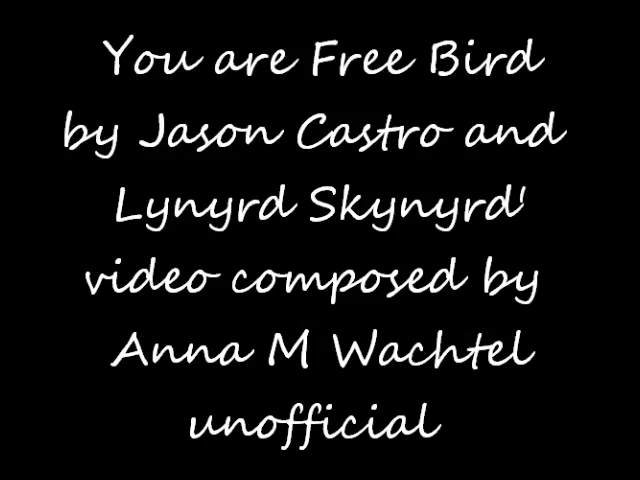 You are Free Bird
by Jason Castro and
Lynyrd Skynyrd'
video composed by
Anna M Wachtel
unofficial